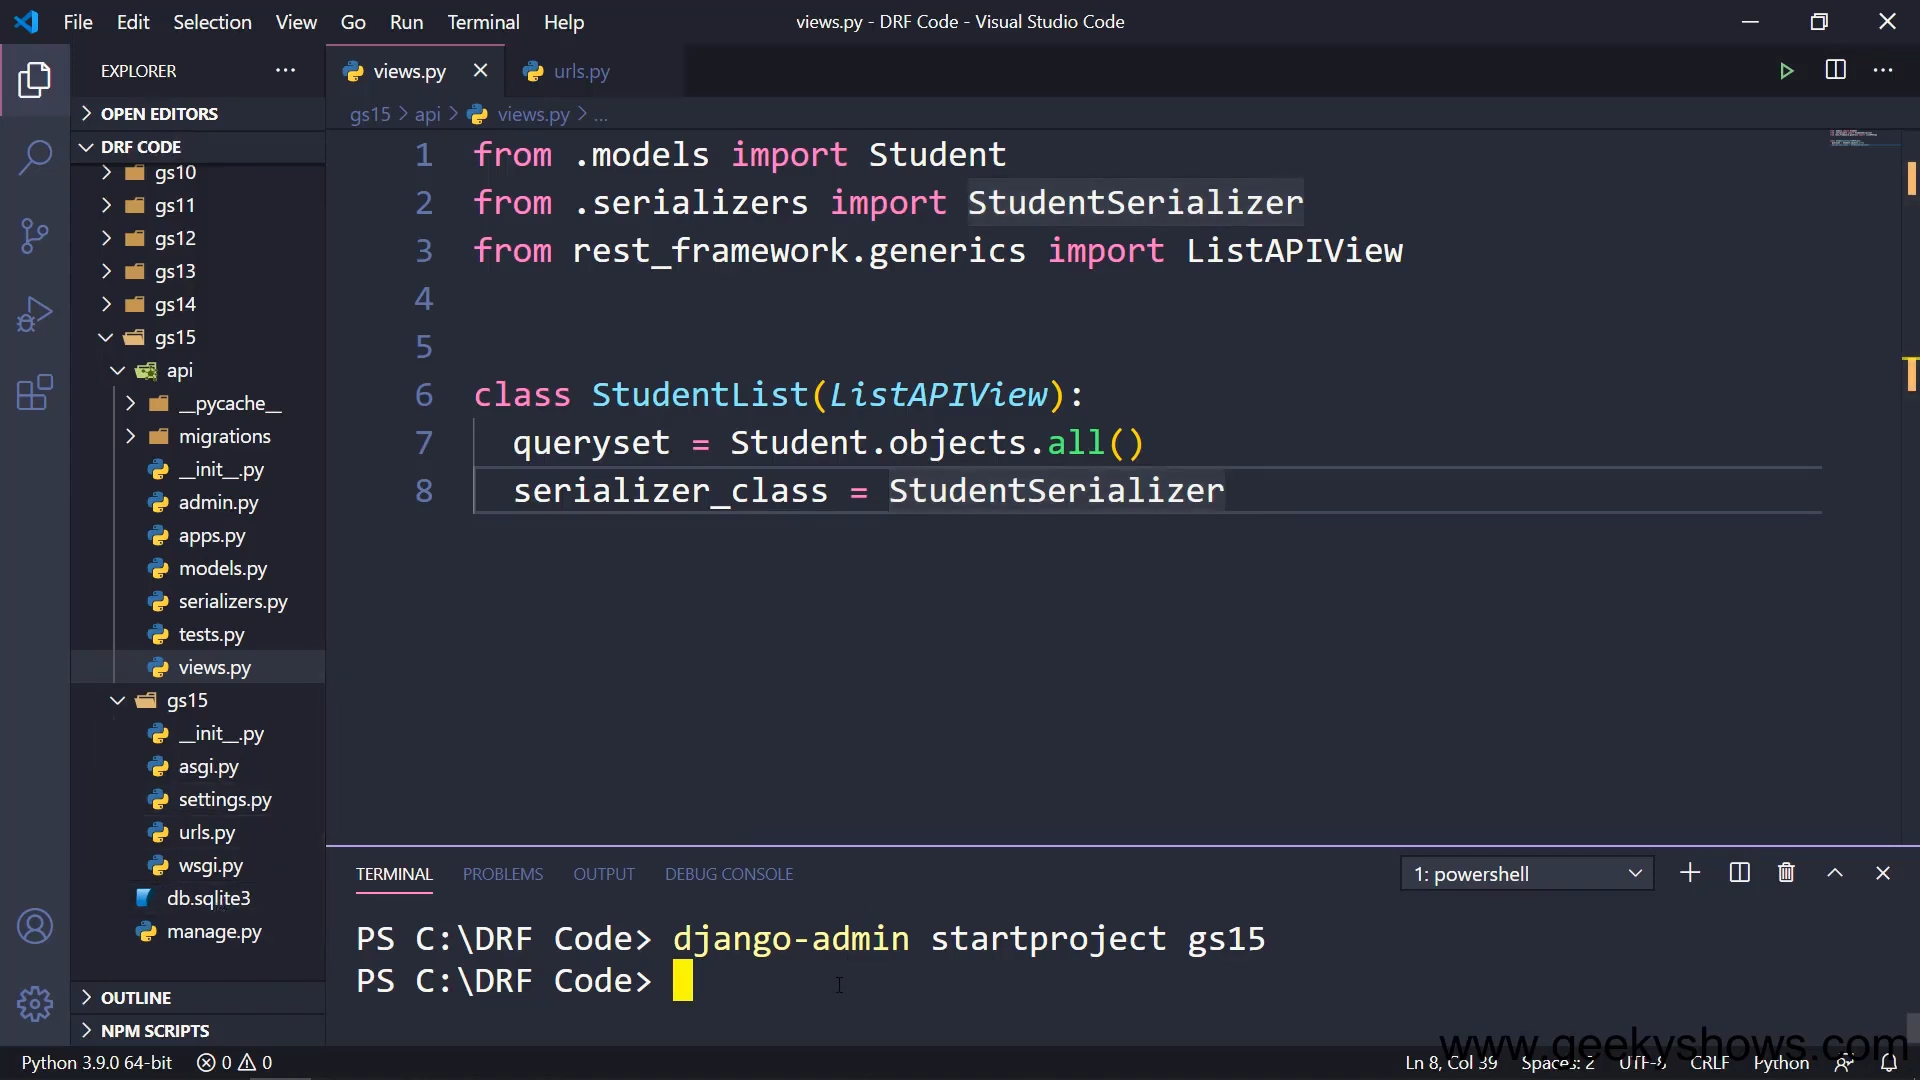 File Edit Selection View Go Run Terminal Help
views.py - DRF Code - Visual Studio Code
EXPLORER
OPEN EDITORS
DRF CODE
gs10
gs11
gs12
gs13
gs14
gs15
api
__pycache__
migrations
__init__.py
admin.py
apps.py
models.py
serializers.py
tests.py
views.py
gs15
__init__.py
asgi.py
settings.py
urls.py
wsgi.py
db.sqlite3
manage.py
OUTLINE
NPM SCRIPTS
views.py urls.py
gs15 > api > views.py > ...
1 from .models import Student
2 from .serializers import StudentSerializer
3 from rest_framework.generics import ListAPIView
4
5
6 class StudentList(ListAPIView):
7 queryset = Student.objects.all()
8 serializer_class = StudentSerializer
TERMINAL PROBLEMS OUTPUT DEBUG CONSOLE
1: powershell
PS C:\DRF Code> django-admin startproject gs15
PS C:\DRF Code>
www.geekyshows.com
Python 3.9.0 64-bit 0 0
Ln 8, Col 39 Spaces: 2 UTF-8 CRLF Python